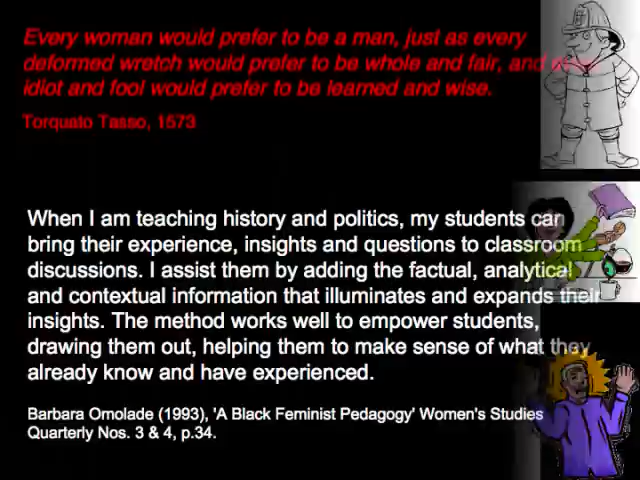 Every woman would prefer to be a man, just as every
deformed wretch would prefer to be whole and fair, and every
idiot and fool would prefer to be learned and wise.
Torquato Tasso, 1573
When I am teaching history and politics, my students can
bring their experience, insights and questions to classroom
discussions. I assist them by adding the factual, analytical
and contextual information that illuminates and expands their
insights. The method works well to empower students,
drawing them out, helping them to make sense of what they
already know and have experienced.
Barbara Omolade (1993), 'A Black Feminist Pedagogy' Women's Studies
Quarterly Nos. 3 & 4, p.34.